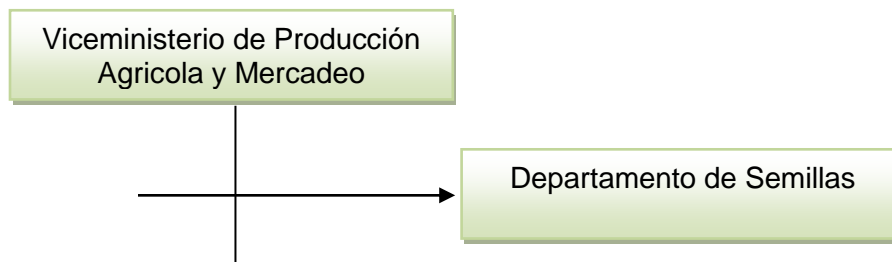 Viceministerio de Producción
Agricola y Mercadeo
Departamento de Semillas